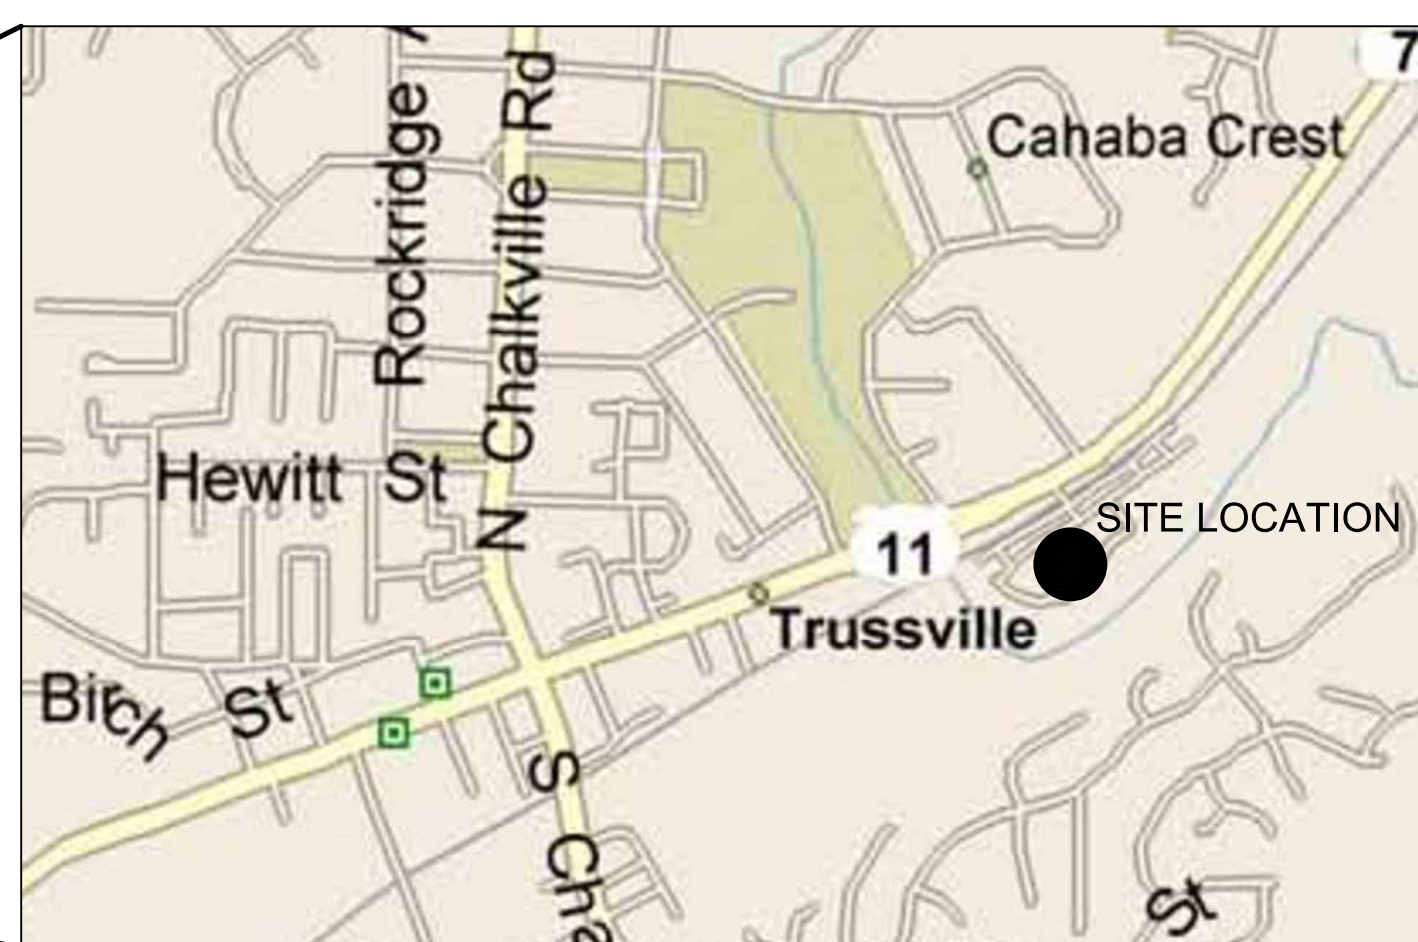 Rockridge
N Chalkville Rd
7
Cahaba Crest
Hewitt St
11
SITE LOCATION
Trussville
Birch St
S Cha
St